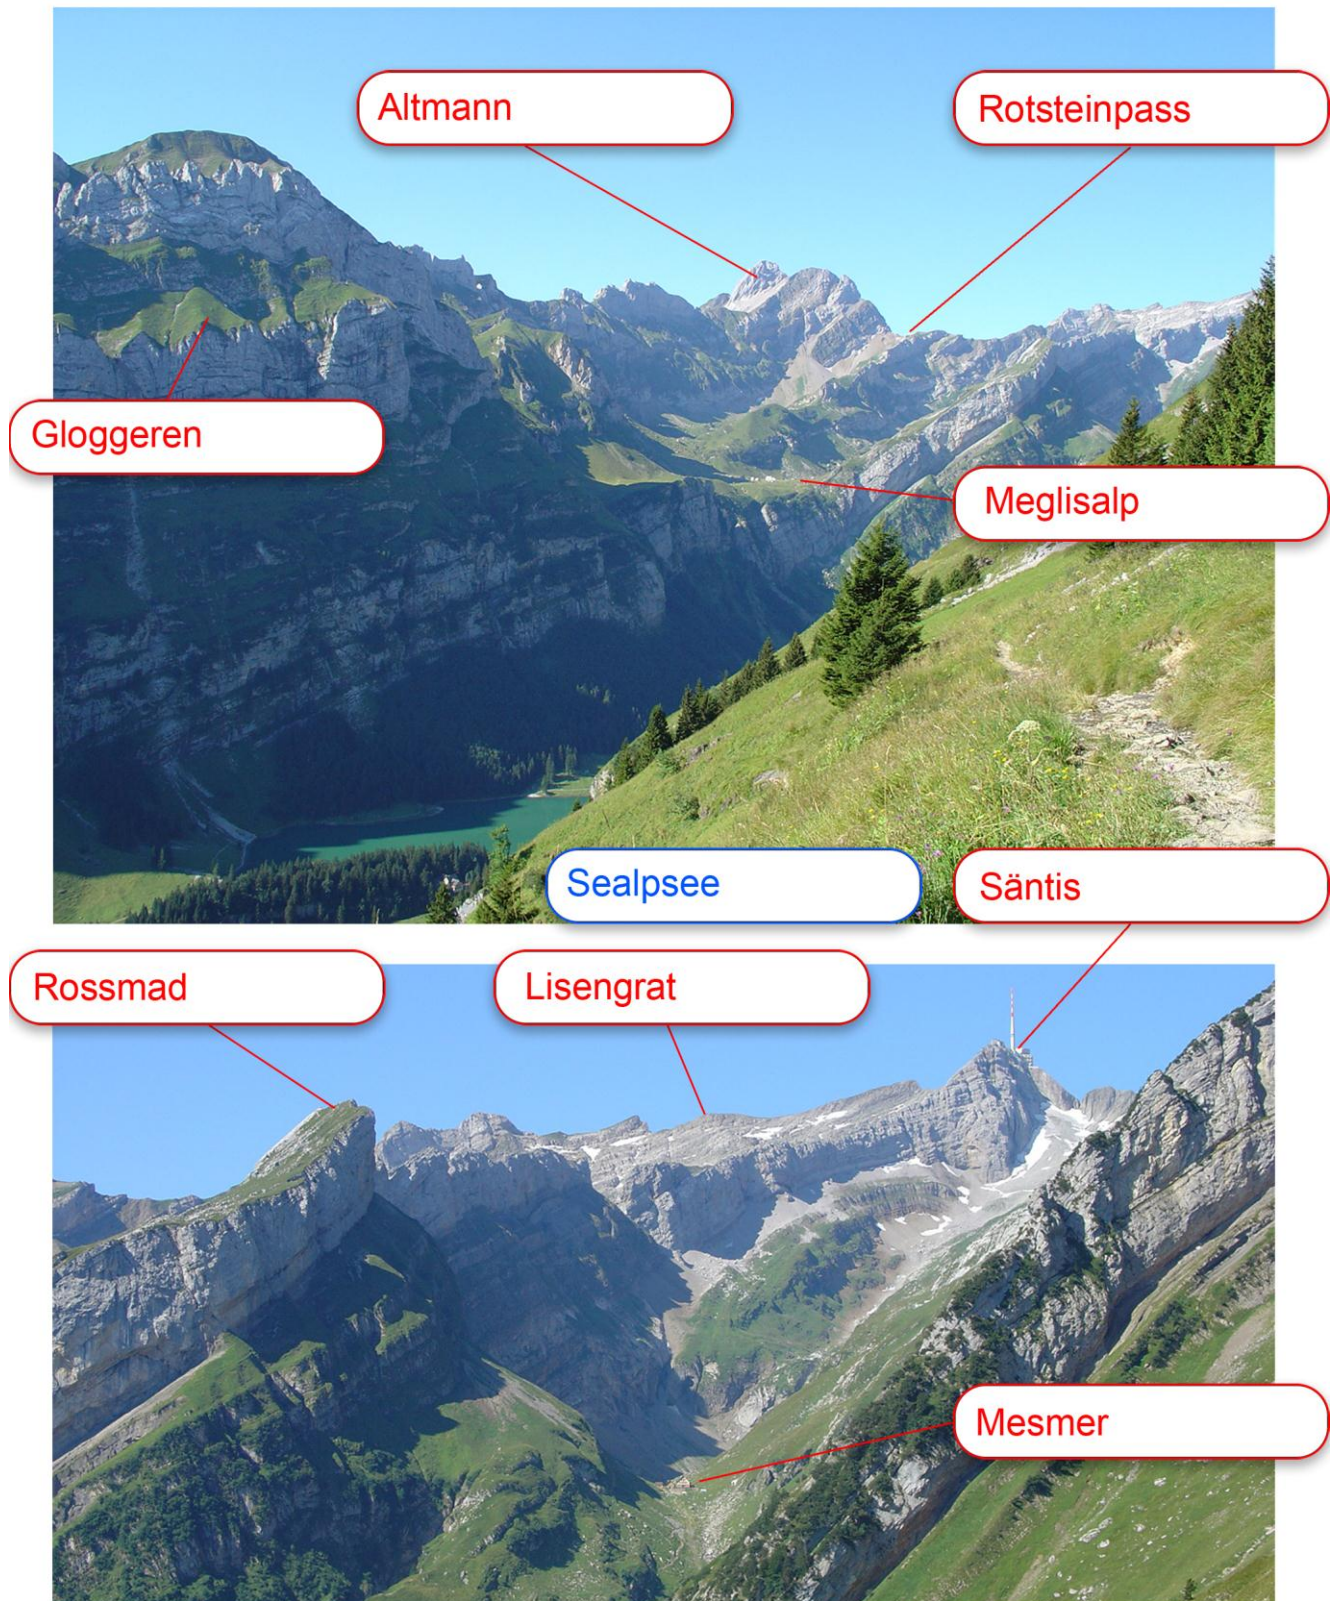 Altmann
Rotsteinpass
Gloggeren
Meglisalp
Sealpsee
Säntis
Rossmad
Lisengrat
Mesmer